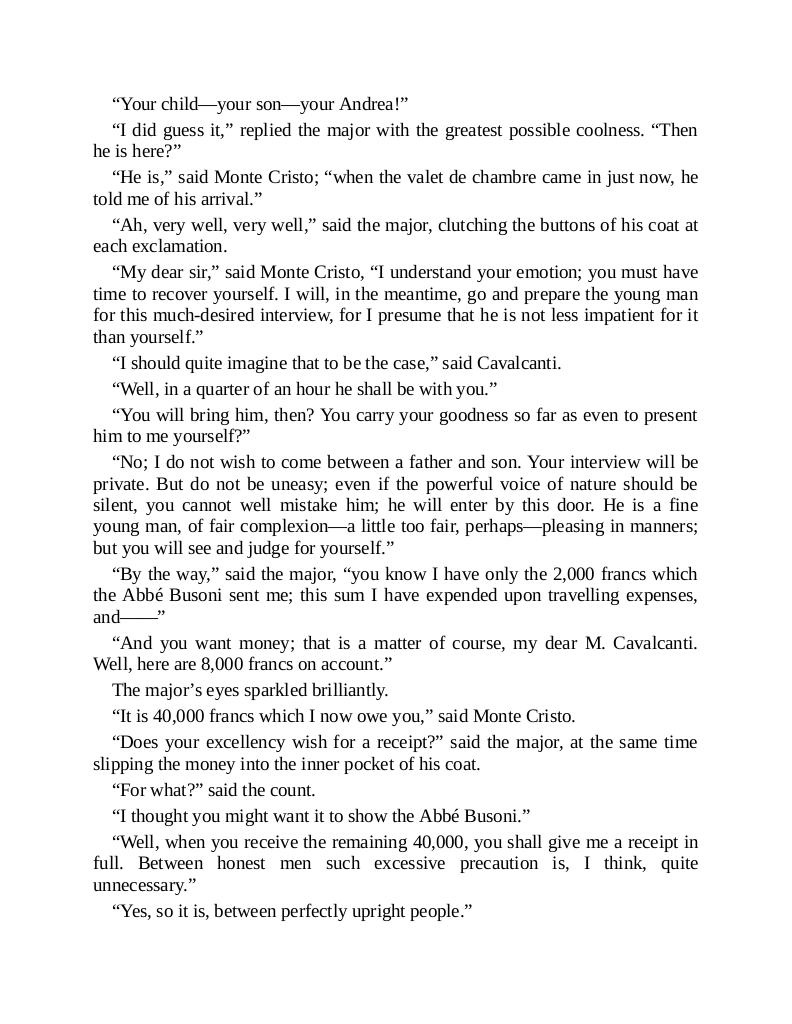 “Your child—your son—your Andrea!”
“I did guess it,” replied the major with the greatest possible coolness. “Then
he is here?”
“He is,” said Monte Cristo; “when the valet de chambre came in just now, he
told me of his arrival.”
“Ah, very well, very well,” said the major, clutching the buttons of his coat at
each exclamation.
“My dear sir,” said Monte Cristo, “I understand your emotion; you must have
time to recover yourself. I will, in the meantime, go and prepare the young man
for this much-desired interview, for I presume that he is not less impatient for it
than yourself.”
“I should quite imagine that to be the case,” said Cavalcanti.
“Well, in a quarter of an hour he shall be with you.”
“You will bring him, then? You carry your goodness so far as even to present
him to me yourself?”
“No; I do not wish to come between a father and son. Your interview will be
private. But do not be uneasy; even if the powerful voice of nature should be
silent, you cannot well mistake him; he will enter by this door. He is a fine
young man, of fair complexion—a little too fair, perhaps—pleasing in manners;
but you will see and judge for yourself.”
“By the way,” said the major, “you know I have only the 2,000 francs which
the Abbé Busoni sent me; this sum I have expended upon travelling expenses,
and——”
“And you want money; that is a matter of course, my dear M. Cavalcanti.
Well, here are 8,000 francs on account.”
The major’s eyes sparkled brilliantly.
“It is 40,000 francs which I now owe you,” said Monte Cristo.
“Does your excellency wish for a receipt?” said the major, at the same time
slipping the money into the inner pocket of his coat.
“For what?” said the count.
“I thought you might want it to show the Abbé Busoni.”
“Well, when you receive the remaining 40,000, you shall give me a receipt in
full. Between honest men such excessive precaution is, I think, quite
unnecessary.”
“Yes, so it is, between perfectly upright people.”